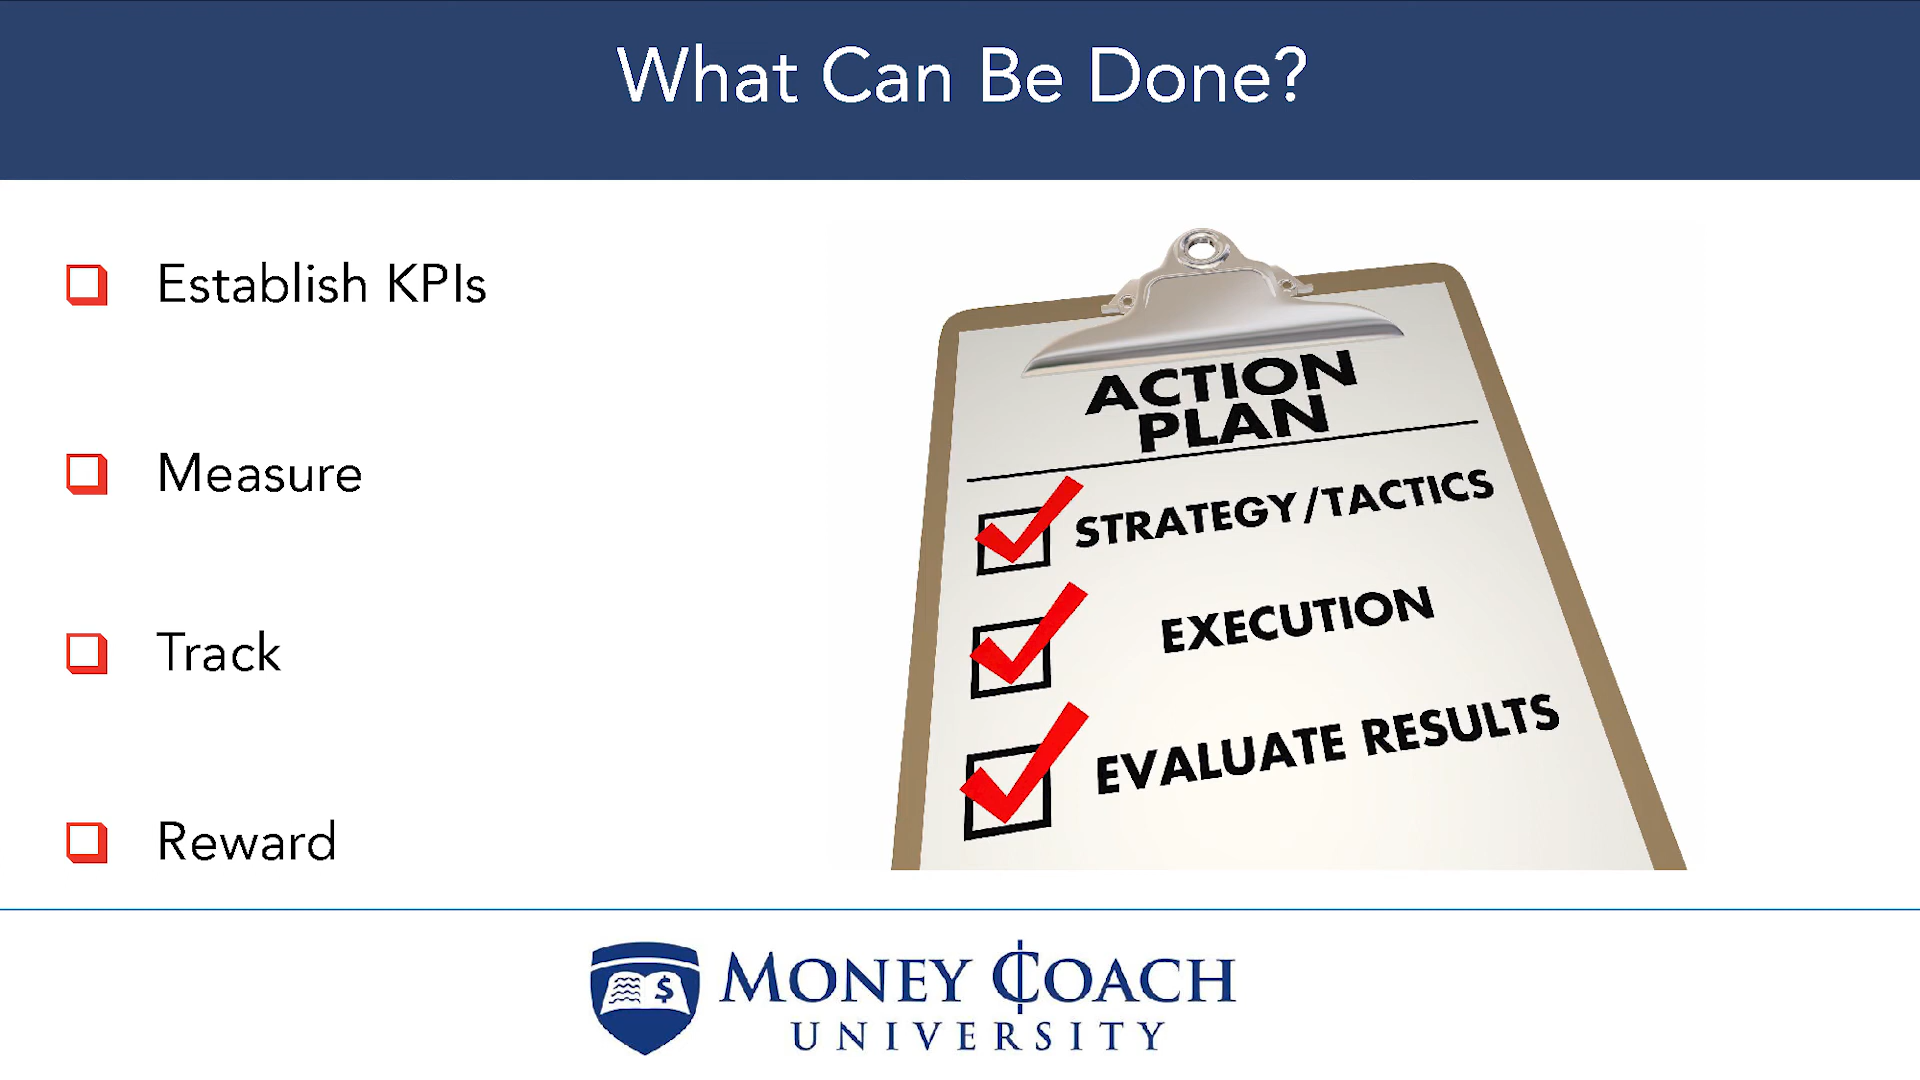 What Can Be Done?
Establish KPIs
Measure
Track
Reward
ACTION
PLAN
STRATEGY/TACTICS
EXECUTION
EVALUATE RESULTS
$
MONEY COACH
UNIVERSITY